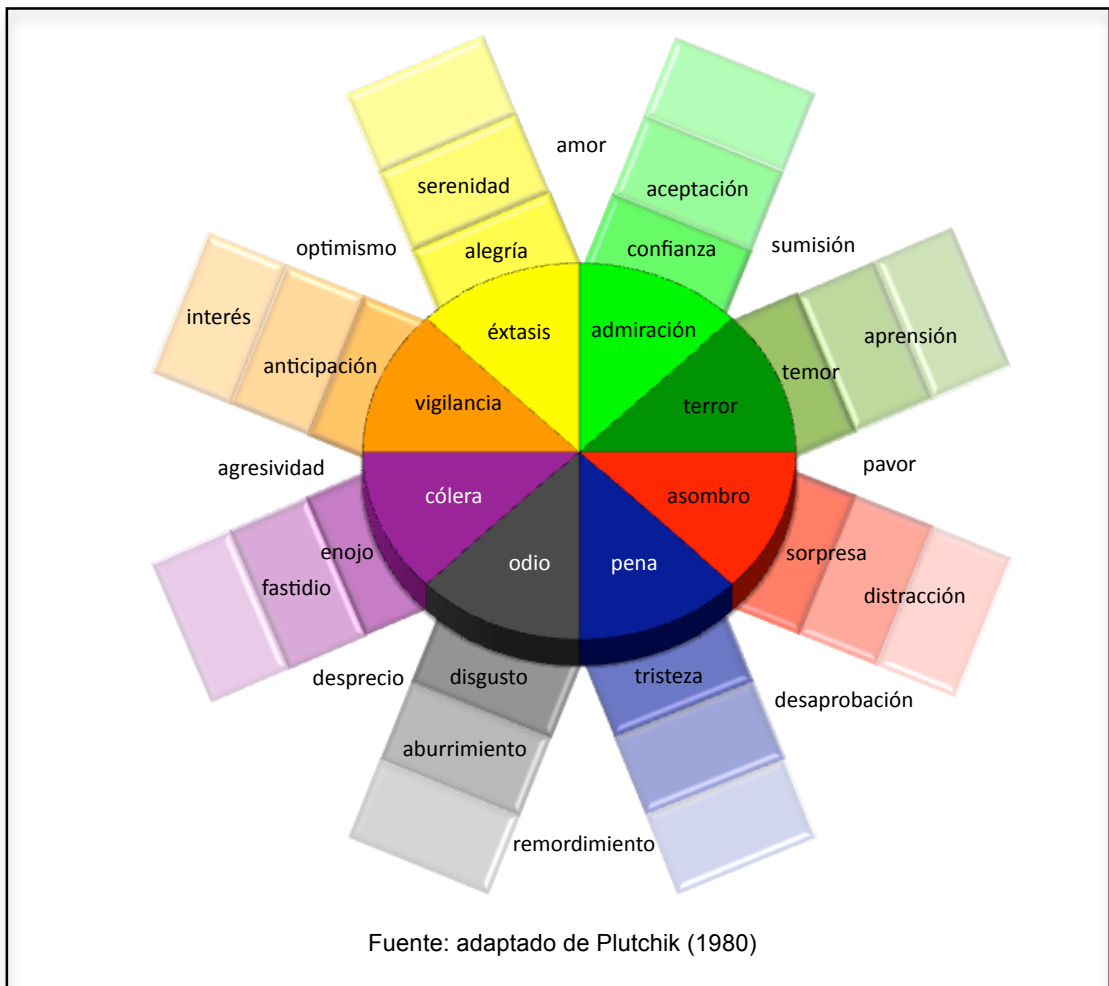 amor
serenidad
aceptación
optimismo
alegría
confianza
sumisión
interés
éxtasis
admiración
aprensión
anticipación
temor
vigilancia
terror
agresividad
pavor
cólera
asombro
enojo
sorpresa
odio
pena
fastidio
distracción
desprecio
disgusto
tristeza
desaprobación
aburrimiento
remordimiento
Fuente: adaptado de Plutchik (1980)